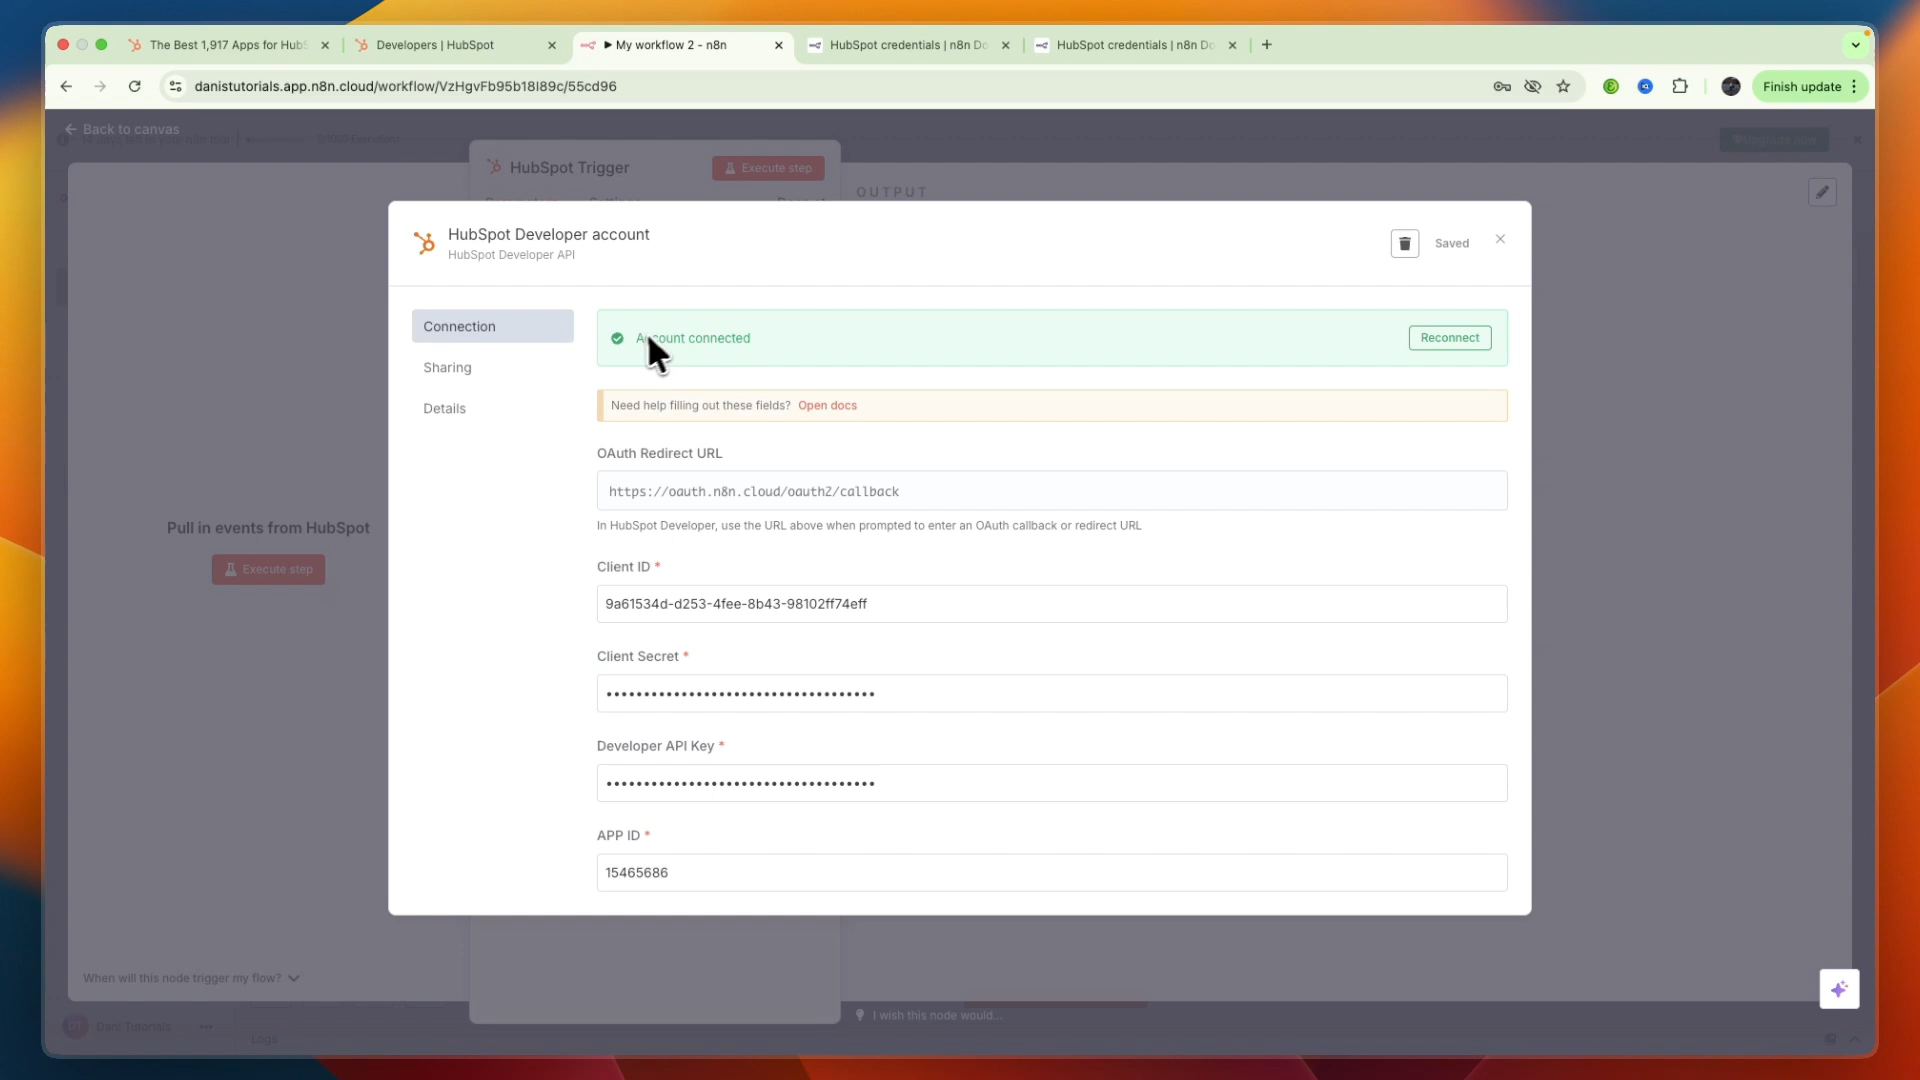 The Best 1,917 Apps for HubS
Developers | HubSpot
▶ My workflow 2 - n8n
HubSpot credentials | n8n Do
HubSpot credentials | n8n Do
danistutorials.app.n8n.cloud/workflow/VzHgvFb95b18I89c/55cd96
Finish update
Back to canvas
HubSpot Trigger
Execute step
OUTPUT
HubSpot Developer account
HubSpot Developer API
Saved
Connection
Sharing
Details
Account connected
Reconnect
Need help filling out these fields? Open docs
OAuth Redirect URL
https://oauth.n8n.cloud/oauth2/callback
In HubSpot Developer, use the URL above when prompted to enter an OAuth callback or redirect URL
Client ID *
9a61534d-d253-4fee-8b43-98102ff74eff
Client Secret *
••••••••••••••••••••••••••••••••••••
Developer API Key *
••••••••••••••••••••••••••••••••••••
APP ID *
15465686
Pull in events from HubSpot
Execute step
When will this node trigger my flow?
I wish this node would...
Dani Tutorials
Logs